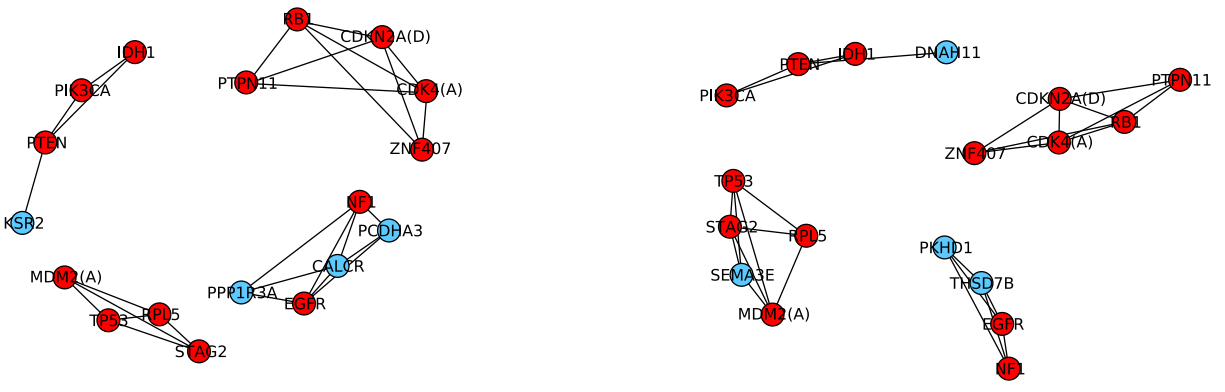 RB1
CDKN2A(D)
IDH1
PIK3CA
PTPN11
CDK4(A)
PTEN
ZNF407
KSR2
NF1
PCDHA3
CALCR
MDM2(A)
PPP1R3A
EGFR
TP53
RPL5
STAG2
DNAH11
IDH1
PTEN
PIK3CA
PTPN11
CDKN2A(D)
RB1
CDK4(A)
ZNF407
TP53
STAG2
RPL5
SEMA3E
MDM2(A)
PKHD1
THSD7B
EGFR
NF1